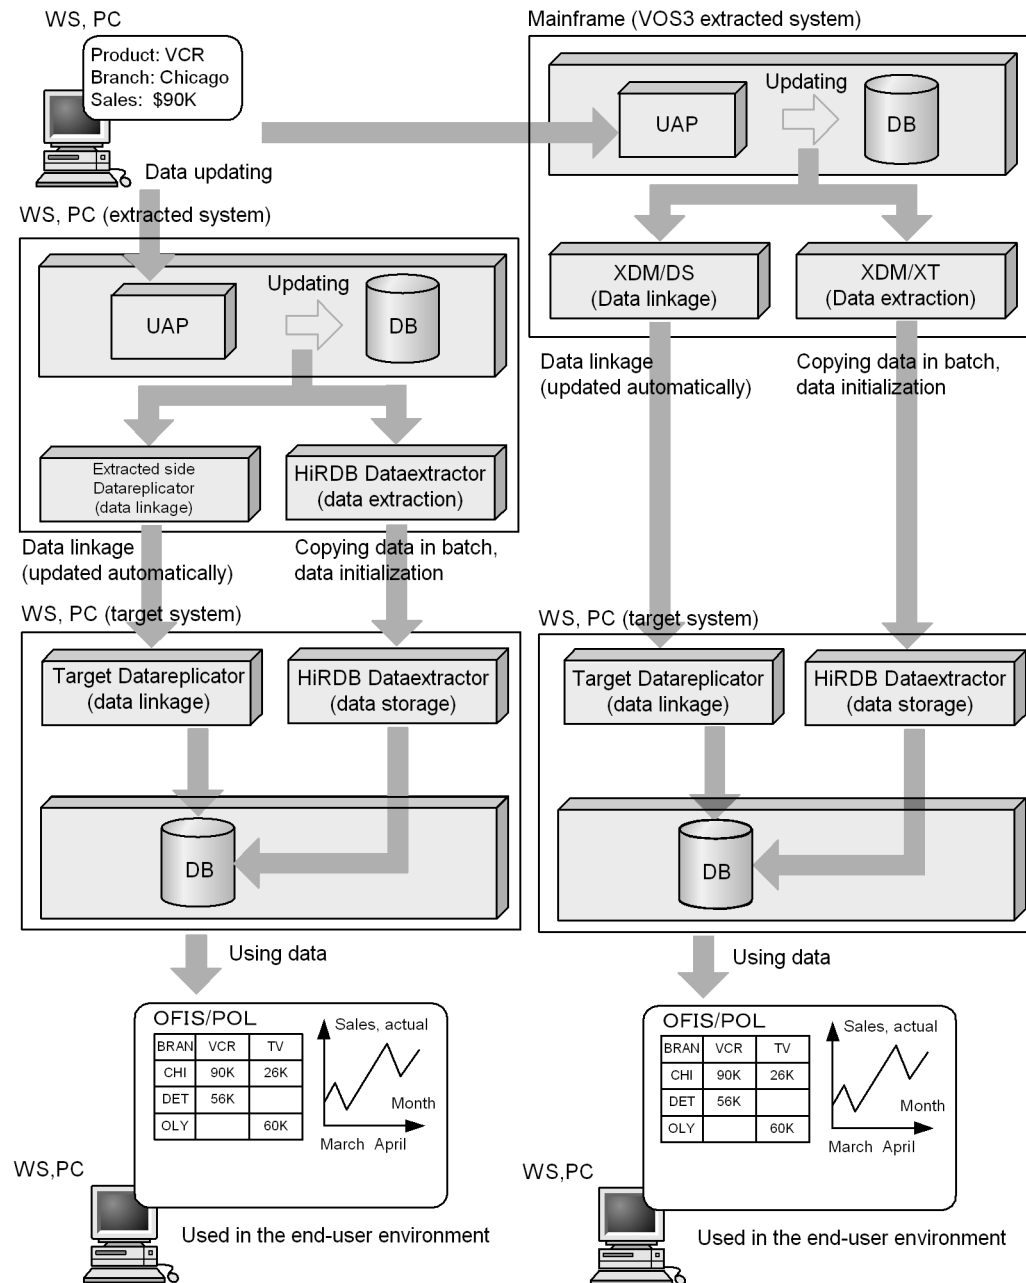 WS, PC
Product: VCR
Branch: Chicago
Sales:  $90K
Data updating
Mainframe (VOS3 extracted system)
UAP
Updating
DB
XDM/DS
(Data linkage)
XDM/XT
(Data extraction)
Data linkage
(updated automatically)
Copying data in batch,
data initialization
WS, PC (extracted system)
UAP
Updating
DB
Extracted side
Datareplicator
(data linkage)
HiRDB Dataextractor
(data extraction)
Data linkage
(updated automatically)
Copying data in batch,
data initialization
WS, PC (target system)
Target Datareplicator
(data linkage)
HiRDB Dataextractor
(data storage)
DB
Using data
WS, PC (target system)
Target Datareplicator
(data linkage)
HiRDB Dataextractor
(data storage)
DB
Using data
OFIS/POL
BRAN VCR TV
CHI 90K 26K
DET 56K
OLY 60K
Sales, actual
Month
March April
WS,PC
Used in the end-user environment
OFIS/POL
BRAN VCR TV
CHI 90K 26K
DET 56K
OLY 60K
Sales, actual
Month
March April
WS,PC
Used in the end-user environment